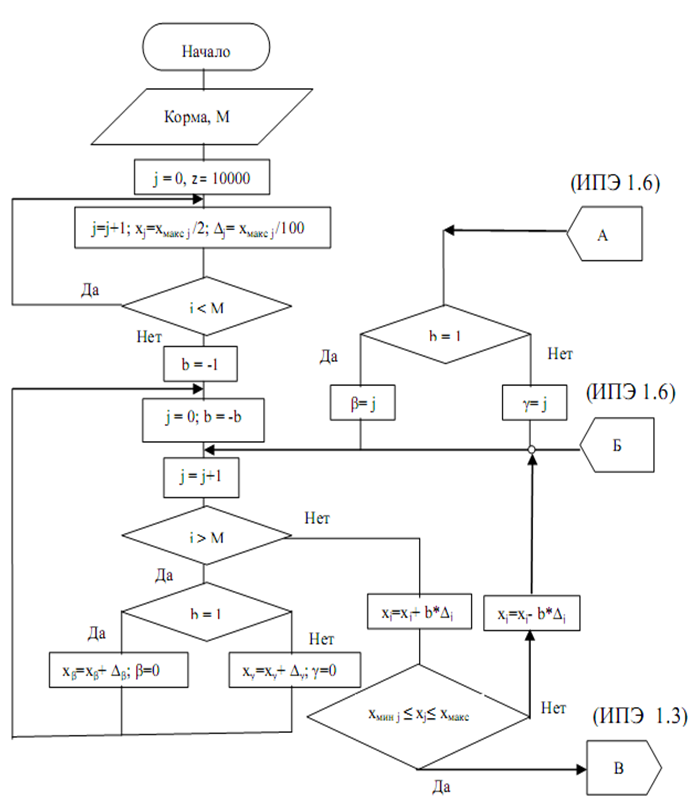 Начало
Корма, М
j = 0, z= 10000
(ИПЭ 1.6)
А
j=j+1; xj=xмакс j /2; Δj= xмакс j/100
Да
i < M
Нет
b = 1
Да
Нет
b = -1
β= j
γ= j
(ИПЭ 1.6)
j = 0; b = -b
Б
j = j+1
Нет
i > M
Да
b = 1
xj=xj+ b*Δj
xj=xj- b*Δj
Да
Нет
xβ=xβ+ Δβ; β=0
xγ=xγ+ Δγ; γ=0
xмин j ≤ xj≤ xмакс
Нет
(ИПЭ 1.3)
В
Да